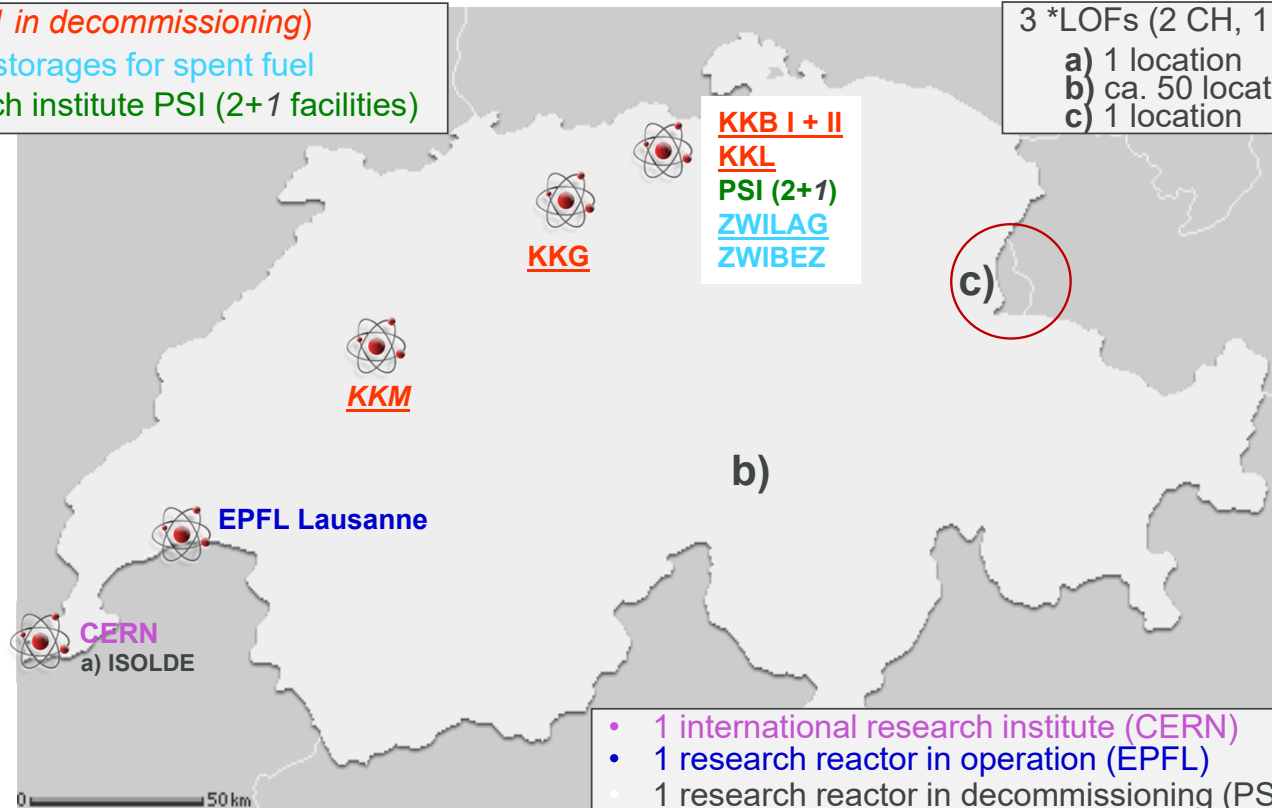 in decommissioning)
storages for spent fuel
institute PSI (2+1 facilities)
3 *LOFs (2 CH, 1
a) 1 location
b) ca. 50
c) 1 location
KKB I + II
KKL
PSI (2+1)
ZWILAG
ZWIBEZ
KKG
c)
KKM
b)
EPFL Lausanne
CERN
a) ISOLDE
• 1 international research institute (CERN)
• 1 research reactor in operation (EPFL)
• 1 research reactor in decommissioning (PS
0 50 km